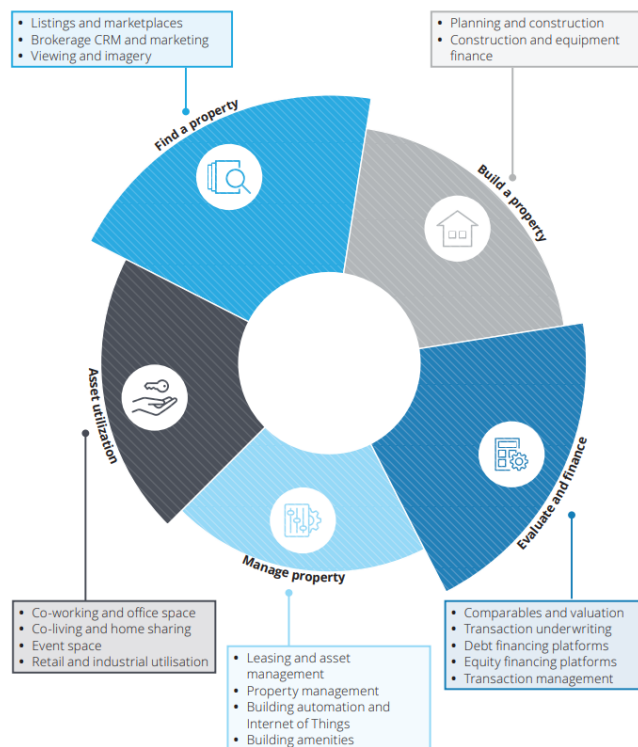 • Listings and marketplaces
• Brokerage CRM and marketing
• Viewing and imagery
• Planning and construction
• Construction and equipment
finance
Find a property
Build a property
Asset utilization
Evaluate and finance
Manage property
• Co-working and office space
• Co-living and home sharing
• Event space
• Retail and industrial utilisation
• Leasing and asset
management
• Property management
• Building automation and
Internet of Things
• Building amenities
• Comparables and valuation
• Transaction underwriting
• Debt financing platforms
• Equity financing platforms
• Transaction management